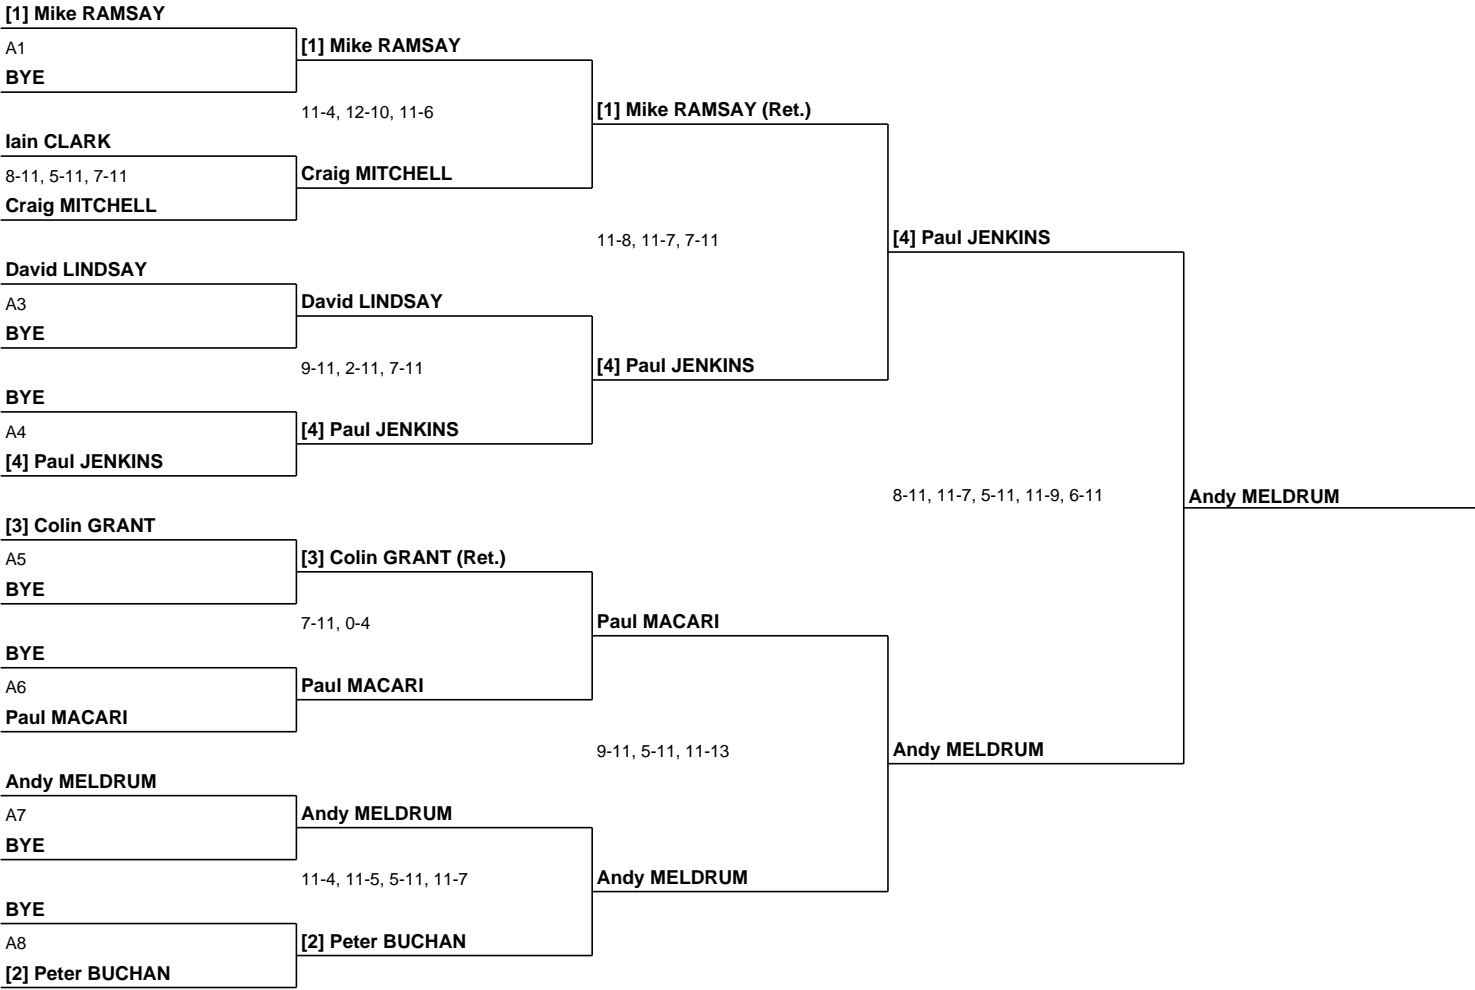 [1] Mike RAMSAY
A1
BYE
Iain CLARK
8-11, 5-11, 7-11
Craig MITCHELL
David LINDSAY
A3
BYE
BYE
A4
[4] Paul JENKINS
[3] Colin GRANT
A5
BYE
BYE
A6
Paul MACARI
Andy MELDRUM
A7
BYE
BYE
A8
[2] Peter BUCHAN
[1] Mike RAMSAY
11-4, 12-10, 11-6
Craig MITCHELL
David LINDSAY
9-11, 2-11, 7-11
[4] Paul JENKINS
[3] Colin GRANT (Ret.)
7-11, 0-4
Paul MACARI
Andy MELDRUM
11-4, 11-5, 5-11, 11-7
[2] Peter BUCHAN
[1] Mike RAMSAY (Ret.)
11-8, 11-7, 7-11
[4] Paul JENKINS
Paul MACARI
9-11, 5-11, 11-13
Andy MELDRUM
[4] Paul JENKINS
8-11, 11-7, 5-11, 11-9, 6-11
Andy MELDRUM
Andy MELDRUM